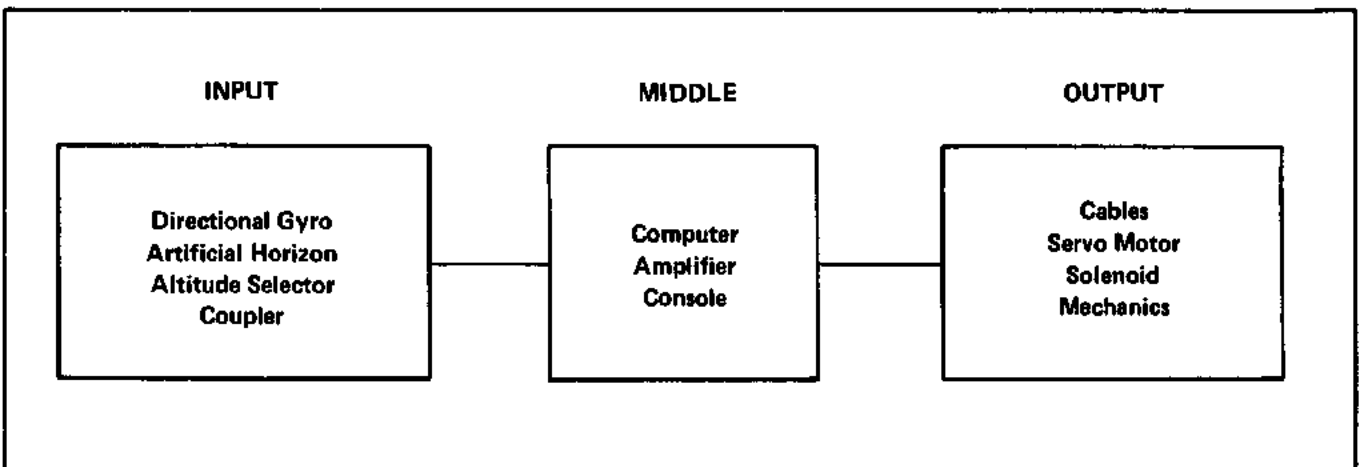 INPUT
MIDDLE
OUTPUT
Directional Gyro
Artificial Horizon
Altitude Selector
Coupler
Computer
Amplifier
Console
Cables
Servo Motor
Solenoid
Mechanics